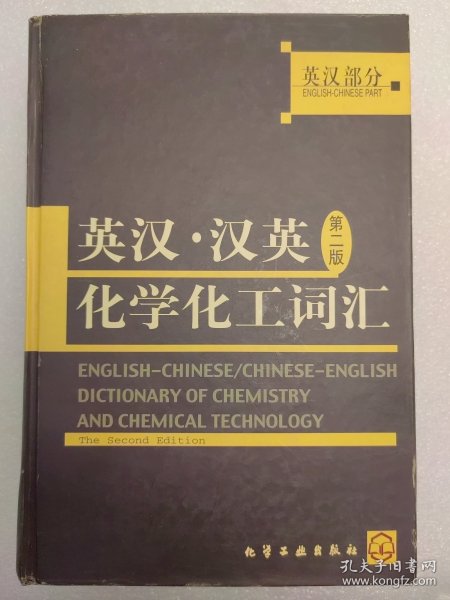 英汉部分
ENGLISH-CHINESE PART
英汉·汉英
第二版
化学化工词汇
ENGLISH-CHINESE/CHINESE-ENGLISH
DICTIONARY OF CHEMISTRY
AND CHEMICAL TECHNOLOGY
The Second Edition
化学工业出版社
孔夫子旧书网
www.kongfz.com